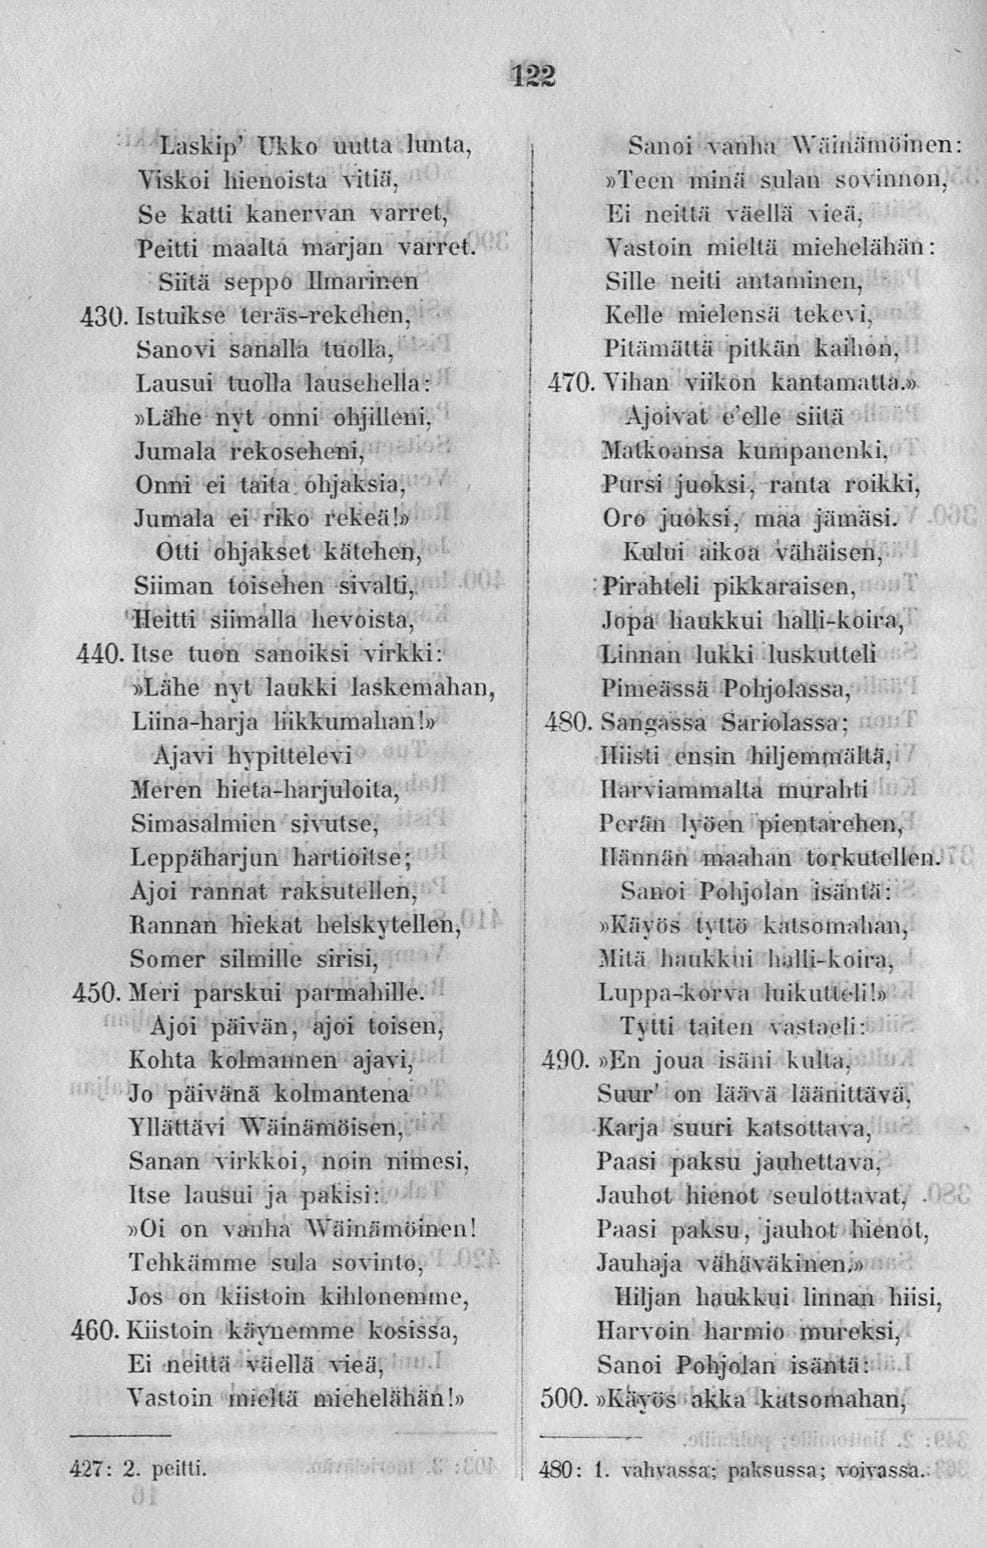 122
Laskip' Ukko uutta lunta,
Viskoi hienoista vitiä,
Se katti kanervan varret,
Peitti maalta marjan varret.
Siitä seppo Ilmarinen
430. Istuikse teräs-rekehen,
Sanovi sanalla tuolla,
Lausui tuolla lausehella:
»Lähe nyt onni ohjilleni,
Jumala rekoseheni,
Onni ei taita ohjaksia,
Jumala ei riko rekeä!»
Otti ohjakset kätehen,
Siiman toisehen sivalti,
Heitti siimalla hevoista,
440. Itse tuon sanoiksi virkki:
»Lähe nyt laukki laskemahan,
Liina-harja liikkumahan!»
Ajavi hypittelevi
Meren hieta-harjuloita,
Simasalmien sivutse,
Leppäharjun hartioitse;
Ajoi rannat raksutellen,
Rannan hiekat helskytellen,
Somer silmille sirisi,
450. Meri parskui parmahille.
Ajoi päivän, ajoi toisen,
Kohta kolmannen ajavi,
Jo päivänä kolmantena
Yllättävi Wäinämöisen,
Sanan virkkoi, noin nimesi,
Itse lausui ja pakisi:
»Oi on vanha Wäinämöinen!
Tehkämme sula sovinto,
Jos on kiistoin kihlonemme,
460. Kiistoin käynemme kosissa,
Ei neittä väellä vieä,
Vastoin mieltä miehelähän!»
427: 2. peitti.
Sanoi vanha Wäinämöinen:
»Teen minä sulan sovinnon,
Ei neittä väellä vieä,
Vastoin mieltä miehelähän:
Sille neiti antaminen,
Kelle mielensä tekevi,
Pitämättä pitkän kaihon,
470. Vihan viikon kantamatta.»
Ajoivat e'elle siitä
Matkoansa kumpanenki,
Pursi juoksi, ranta roikki,
Oro juoksi, maa jämäsi.
Kului aikoa vähäisen,
Pirahteli pikkaraisen,
Jopa haukkui halli-koira,
Linnan lukki luskutteli
Pimeässä Pohjolassa,
480. Sangassa Sariolassa;
Hiisti ensin hiljemmältä,
Harviammalta murahti
Perän lyöen pientarehen,
Hännän maahan torkutellen.
Sanoi Pohjolan isäntä:
»Käyös tyttö katsomahan,
Mitä haukkui halli-koira,
Luppa-korva luikutteli!»
Tytti taiten vastaeli:
490. »En joua isäni kulta,
Suur' on läävä läänittävä,
Karja suuri katsottava,
Paasi paksu jauhettava,
Jauhot hienot seulottavat,
Paasi paksu, jauhot hienot,
Jauhaja vähäväkinen.»
Hiljan haukkui linnan hiisi,
Harvoin harmio mureksi,
Sanoi Pohjolan isäntä:
500. »Käyös akka katsomahan,
480: 1. vahvassa; paksussa; voivassa.